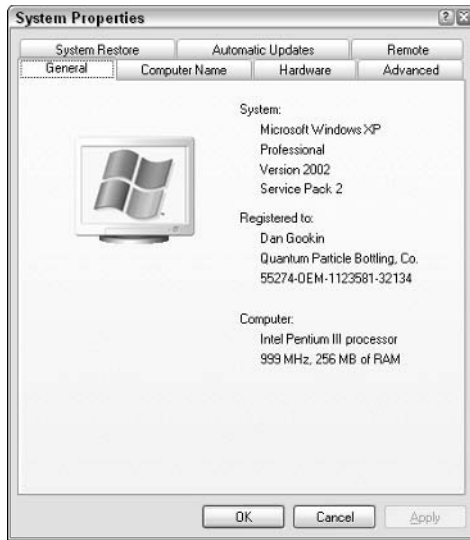 System Properties
System Restore
Automatic Updates
Remote
General
Computer Name
Hardware
Advanced
System:
Microsoft Windows XP
Professional
Version 2002
Service Pack 2
Registered to:
Dan Gookin
Quantum Particle Bottling, Co.
55274-OEM-1123581-32134
Computer:
Intel Pentium III processor
999 MHz, 256 MB of RAM
OK
Cancel
Apply